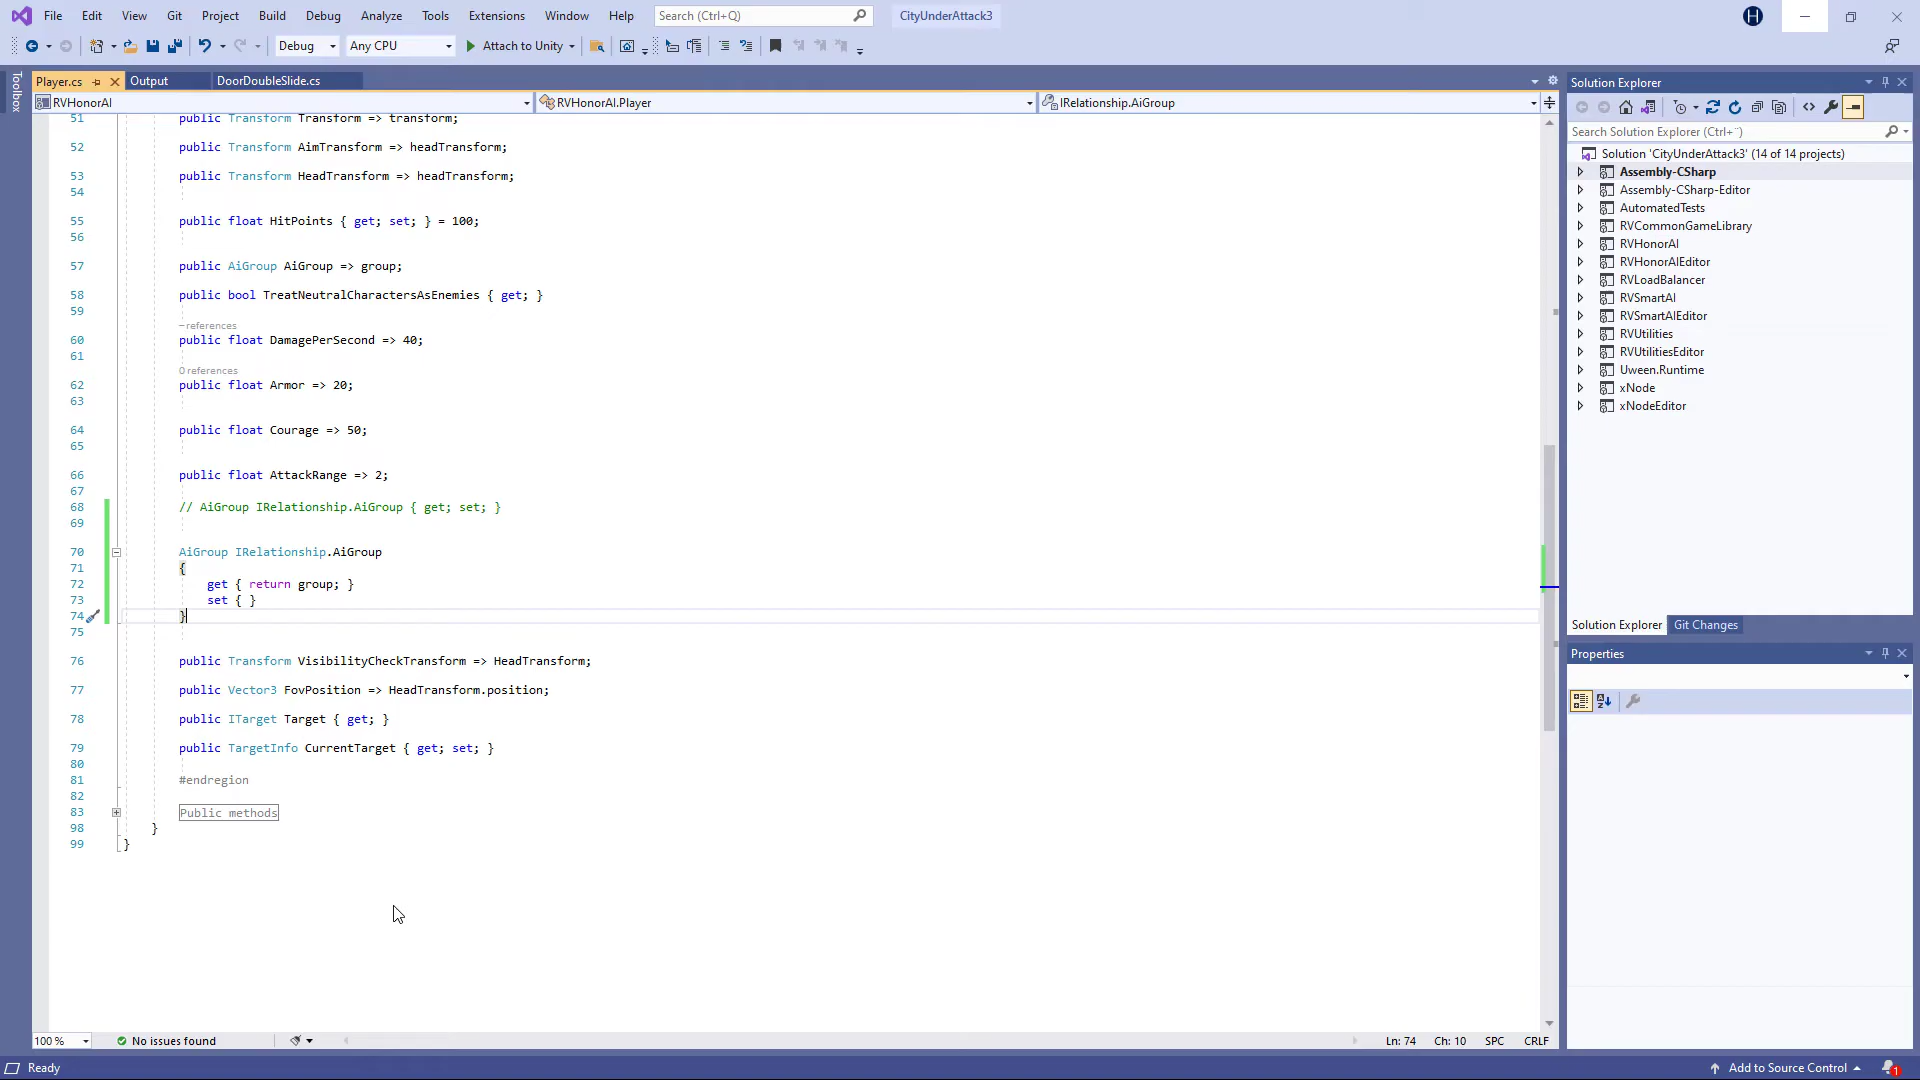 File Edit View Git Project Build Debug Analyze Tools Extensions Window Help Search (Ctrl+Q) CityUnderAttack3
Debug Any CPU Attach to Unity
Toolbox
Player.cs Output DoorDoubleSlide.cs
RVHonorAI RVHonorAI.Player IRelationship.AiGroup
51 public Transform Transform => transform;
52 public Transform AimTransform => headTransform;
53 public Transform HeadTransform => headTransform;
54
55 public float HitPoints { get; set; } = 100;
56
57 public AiGroup AiGroup => group;
58 public bool TreatNeutralCharactersAsEnemies { get; }
59
– references
60 public float DamagePerSecond => 40;
61
0 references
62 public float Armor => 20;
63
64 public float Courage => 50;
65
66 public float AttackRange => 2;
67
68 // AiGroup IRelationship.AiGroup { get; set; }
69
70 AiGroup IRelationship.AiGroup
71 {
72 get { return group; }
73 set { }
74 }
75
76 public Transform VisibilityCheckTransform => HeadTransform;
77 public Vector3 FovPosition => HeadTransform.position;
78 public ITarget Target { get; }
79 public TargetInfo CurrentTarget { get; set; }
80
81 #endregion
82
83 Public methods
98 }
99 }
100 % No issues found Ln: 74 Ch: 10 SPC CRLF
Solution Explorer
Search Solution Explorer (Ctrl+¨)
Solution 'CityUnderAttack3' (14 of 14 projects)
Assembly-CSharp
Assembly-CSharp-Editor
AutomatedTests
RVCommonGameLibrary
RVHonorAI
RVHonorAIEditor
RVLoadBalancer
RVSmartAI
RVSmartAIEditor
RVUtilities
RVUtilitiesEditor
Uween.Runtime
xNode
xNodeEditor
Solution Explorer Git Changes
Properties
Ready Add to Source Control 1